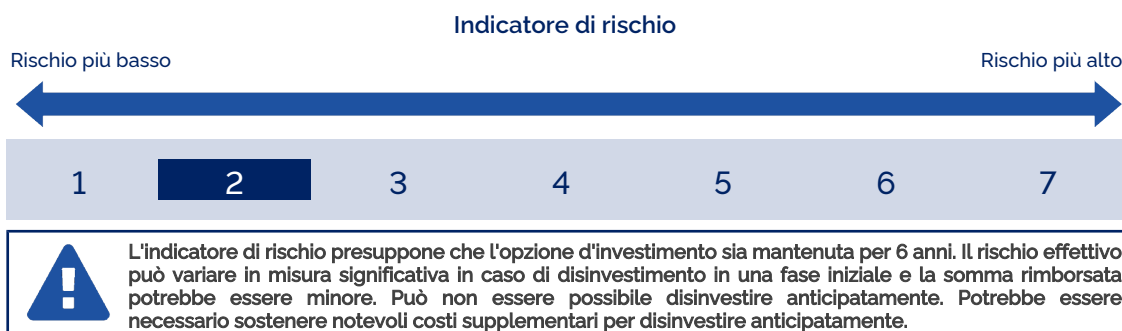 Indicatore di rischio
Rischio più basso
Rischio più alto
1 2 3 4 5 6 7
L'indicatore di rischio presuppone che l'opzione d'investimento sia mantenuta per 6 anni. Il rischio effettivo
può variare in misura significativa in caso di disinvestimento in una fase iniziale e la somma rimborsata
potrebbe essere minore. Può non essere possibile disinvestire anticipatamente. Potrebbe essere
necessario sostenere notevoli costi supplementari per disinvestire anticipatamente.